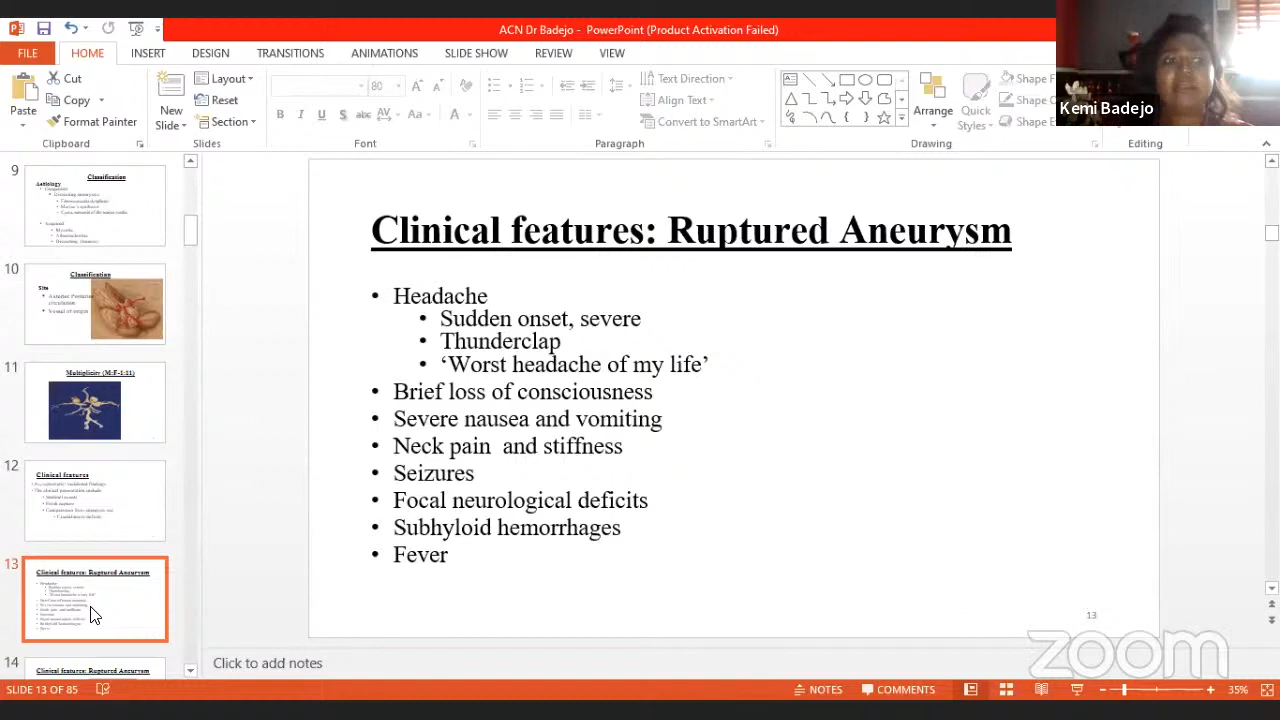 ACN Dr Badejo - PowerPoint (Product Activation Failed)
FILE
HOME
INSERT
DESIGN
TRANSITIONS
ANIMATIONS
SLIDE SHOW
REVIEW
VIEW
Paste
Cut
Copy
Format Painter
Clipboard
New Slide
Layout
Reset
Section
Slides
80
Font
Text Direction
Align Text
Convert to SmartArt
Paragraph
Arrange
Quick Styles
Shape F
Shape O
Shape E
Drawing
Editing
Kemi Badejo
9
Classification
Aetiology
10
Classification
Site
11
Multiplicity (M:F-1:11)
12
Clinical features
13
Clinical features: Ruptured Aneurysm
14
Clinical features: Ruptured Aneurysm
Clinical features: Ruptured Aneurysm
• Headache
• Sudden onset, severe
• Thunderclap
• ‘Worst headache of my life’
• Brief loss of consciousness
• Severe nausea and vomiting
• Neck pain and stiffness
• Seizures
• Focal neurological deficits
• Subhyloid hemorrhages
• Fever
13
Click to add notes
zoom
SLIDE 13 OF 85
NOTES
COMMENTS
35%